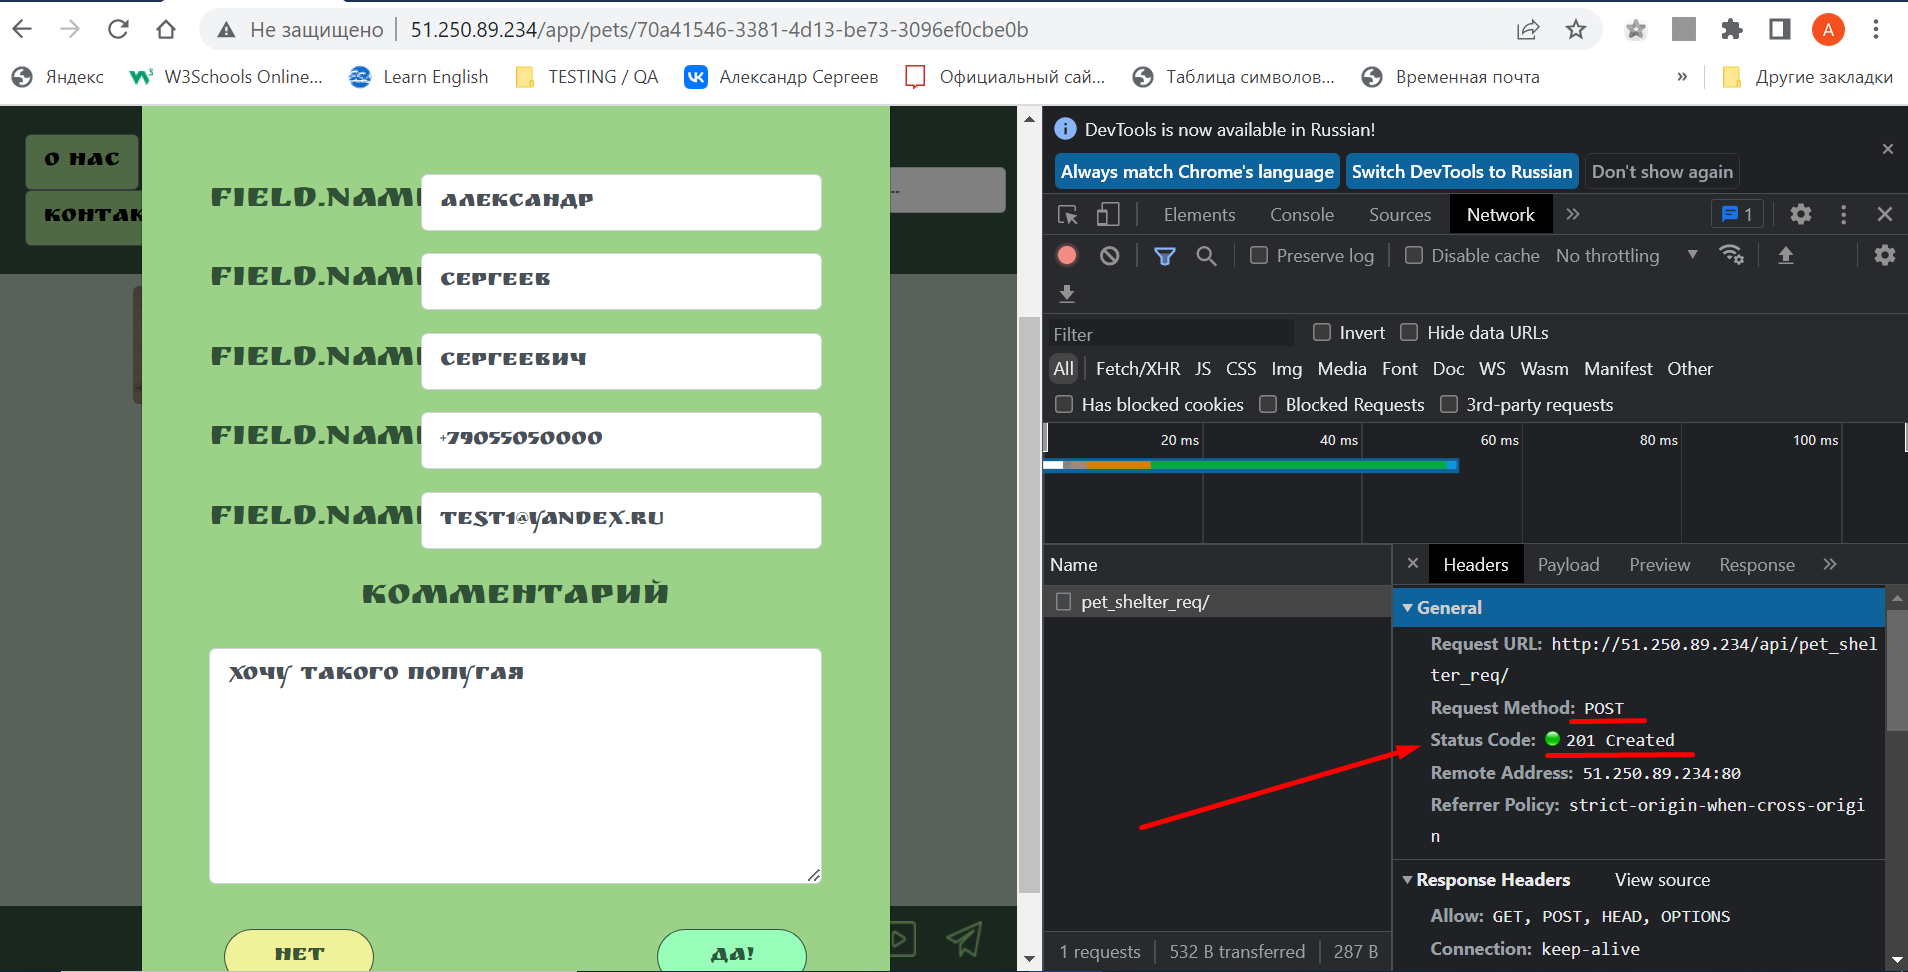 Не защищено
51.250.89.234/app/pets/70a41546-3381-4d13-be73-3096ef0cbe0b
A
Яндекс
W3Schools Online...
Learn English
TESTING / QA
Александр Сергеев
Официальный сай...
Таблица символов...
Временная почта
»
Другие закладки
О НАС
КОНТАК
FIELD.NAME
АЛЕКСАНДР
FIELD.NAME
СЕРГЕЕВ
FIELD.NAME
СЕРГЕЕВИЧ
FIELD.NAME
+79055050000
FIELD.NAME
TEST1@YANDEX.RU
КОММЕНТАРИЙ
ХОЧУ ТАКОГО ПОПУГАЯ
НЕТ
ДА!
--
DevTools is now available in Russian!
Always match Chrome's language
Switch DevTools to Russian
Don't show again
Elements
Console
Sources
Network
»
1
Preserve log
Disable cache
No throttling
Filter
Invert
Hide data URLs
All
Fetch/XHR
JS
CSS
Img
Media
Font
Doc
WS
Wasm
Manifest
Other
Has blocked cookies
Blocked Requests
3rd-party requests
20 ms
40 ms
60 ms
80 ms
100 ms
Name
pet_shelter_req/
1 requests
532 B transferred
287 B
Headers
Payload
Preview
Response
»
General
Request URL: http://51.250.89.234/api/pet_shel
ter_req/
Request Method: POST
Status Code: 201 Created
Remote Address: 51.250.89.234:80
Referrer Policy: strict-origin-when-cross-origi
n
Response Headers
View source
Allow: GET, POST, HEAD, OPTIONS
Connection: keep-alive